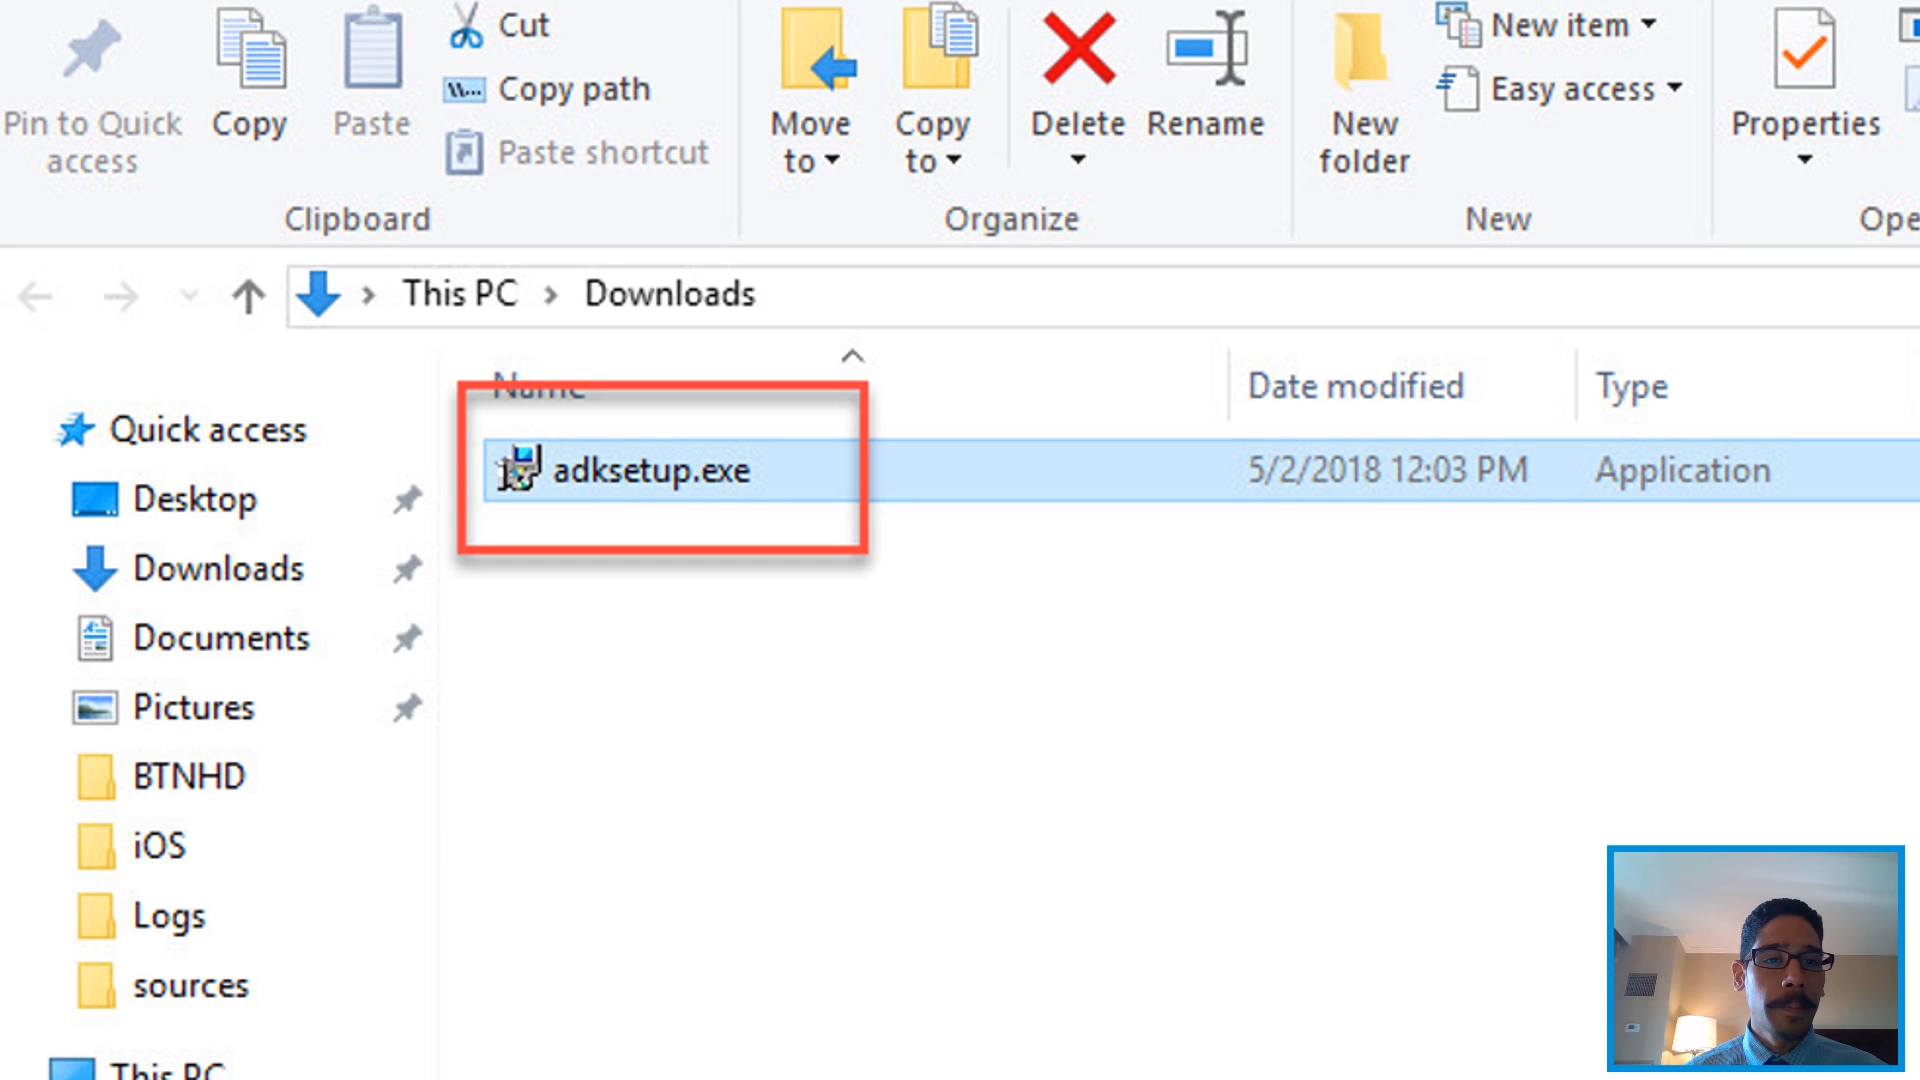 Pin to Quick
access
Copy
Paste
Cut
Copy path
Paste shortcut
Clipboard
Move
to
Copy
to
Delete
Rename
Organize
New
folder
New item
Easy access
New
Properties
Ope
This PC
Downloads
Name
Date modified
Type
adksetup.exe
5/2/2018 12:03 PM
Application
Quick access
Desktop
Downloads
Documents
Pictures
BTNHD
iOS
Logs
sources
This PC